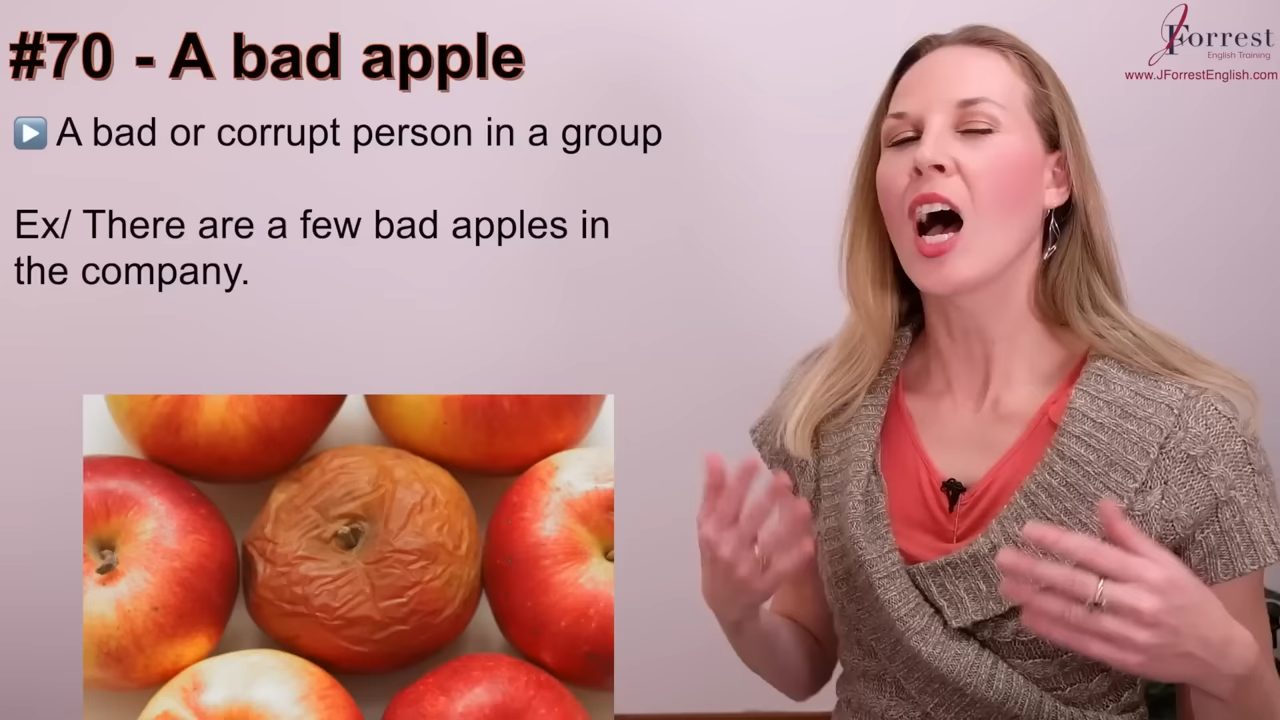 #70 - A bad apple
▶ A bad or corrupt person in a group
Ex/ There are a few bad apples in
the company.
JForrest
English Training
www.JForrestEnglish.com